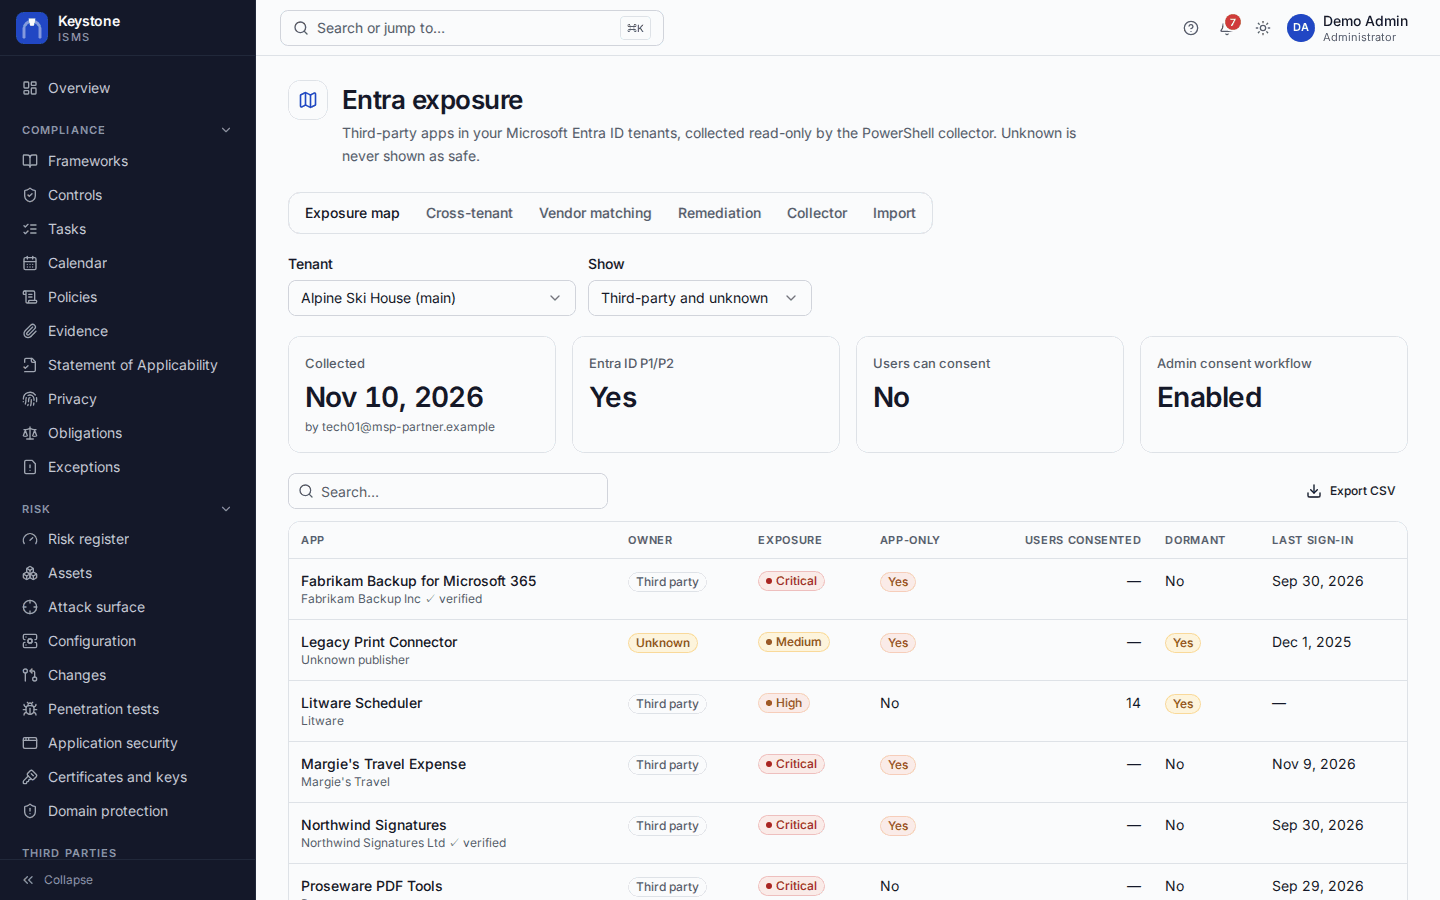 Keystone
ISMS
Search or jump to...
⌘K
7
DA
Demo Admin
Administrator
Overview
COMPLIANCE
Frameworks
Controls
Tasks
Calendar
Policies
Evidence
Statement of Applicability
Privacy
Obligations
Exceptions
RISK
Risk register
Assets
Attack surface
Configuration
Changes
Penetration tests
Application security
Certificates and keys
Domain protection
THIRD PARTIES
Collapse
Entra exposure
Third-party apps in your Microsoft Entra ID tenants, collected read-only by the PowerShell collector. Unknown is
never shown as safe.
Exposure map Cross-tenant Vendor matching Remediation Collector Import
Tenant Show
Alpine Ski House (main) Third-party and unknown
Collected Entra ID P1/P2 Users can consent Admin consent workflow
Nov 10, 2026 Yes No Enabled
by tech01@msp-partner.example
Search... Export CSV
APP OWNER EXPOSURE APP-ONLY USERS CONSENTED DORMANT LAST SIGN-IN
Fabrikam Backup for Microsoft 365 Third party Critical Yes — No Sep 30, 2026
Fabrikam Backup Inc ✓ verified
Legacy Print Connector Unknown Medium Yes — Yes Dec 1, 2025
Unknown publisher
Litware Scheduler Third party High No 14 Yes —
Litware
Margie's Travel Expense Third party Critical Yes — No Nov 9, 2026
Margie's Travel
Northwind Signatures Third party Critical Yes — No Sep 30, 2026
Northwind Signatures Ltd ✓ verified
Proseware PDF Tools Third party Critical No — No Sep 29, 2026